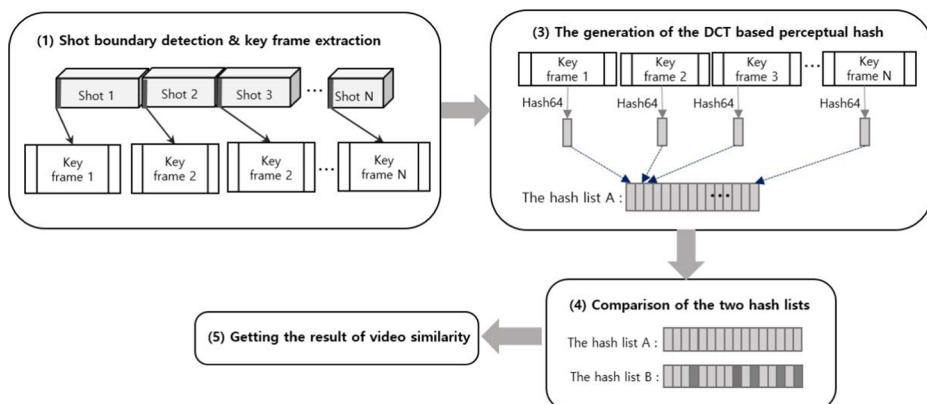 (1) Shot boundary detection & key frame extraction
Shot 1
Shot 2
Shot 3
...
Shot N
Key
frame 1
Key
frame 2
Key
frame 2
...
Key
frame N
(3) The generation of the DCT based perceptual hash
Key
frame 1
Key
frame 2
Key
frame 3
...
Key
frame N
Hash64
Hash64
Hash64
Hash64
The hash list A :
...
(4) Comparison of the two hash lists
The hash list A :
The hash list B :
(5) Getting the result of video similarity